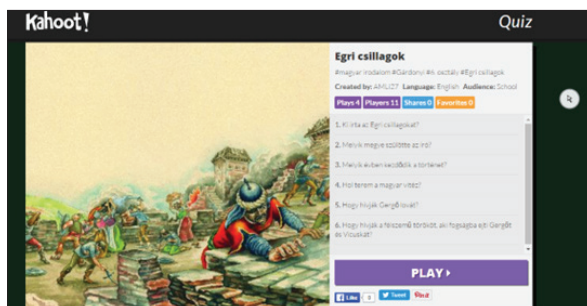 Kahoot!
Quiz
Egri csillagok
#magyar irodalom #Gárdonyi #6. osztály #Egri csillagok
Created by: AMLI27 Language: English Audience: School
Plays 4 Players 11 Shares 0 Favorites 0
1. Ki írta az Egri csillagokat?
2. Melyik megye szülötte az író?
3. Melyik évben kezdődik a történet?
4. Hol terem a magyar vitéz?
5. Hogy hívják Gergő lovát?
6. Hogy hívják a félszemű törököt, aki fogságba ejti Gergőt
és Vicuskát?
PLAY
Like 0 Tweet Pin it